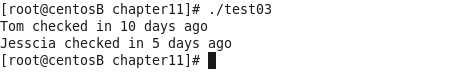 [root@centosB chapter11]# ./test03
Tom checked in 10 days ago
Jesscia checked in 5 days ago
[root@centosB chapter11]#